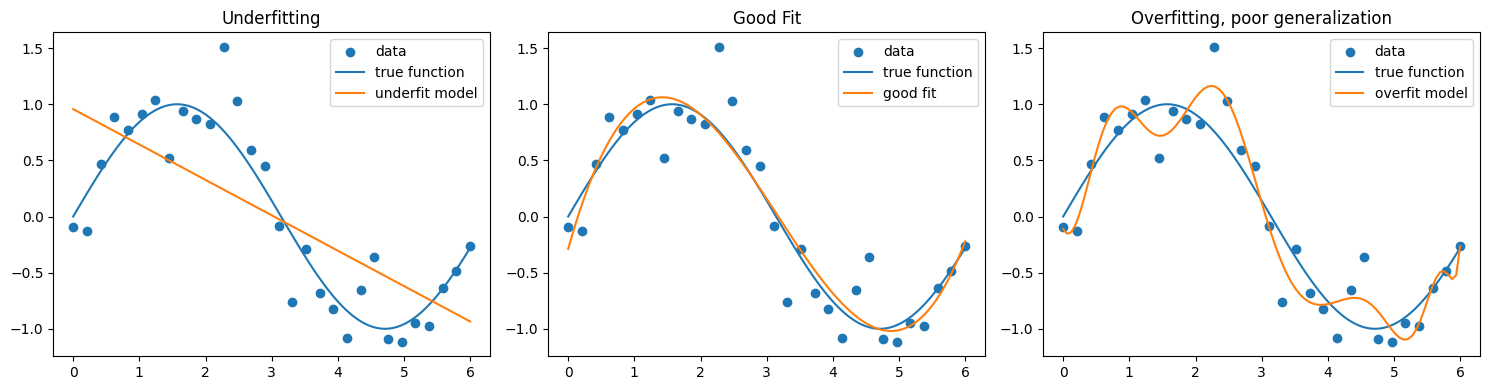 Underfitting
data
true function
underfit model
1.5
1.0
0.5
0.0
−0.5
−1.0
0 1 2 3 4 5 6
Good Fit
data
true function
good fit
1.5
1.0
0.5
0.0
−0.5
−1.0
0 1 2 3 4 5 6
Overfitting, poor generalization
data
true function
overfit model
1.5
1.0
0.5
0.0
−0.5
−1.0
0 1 2 3 4 5 6